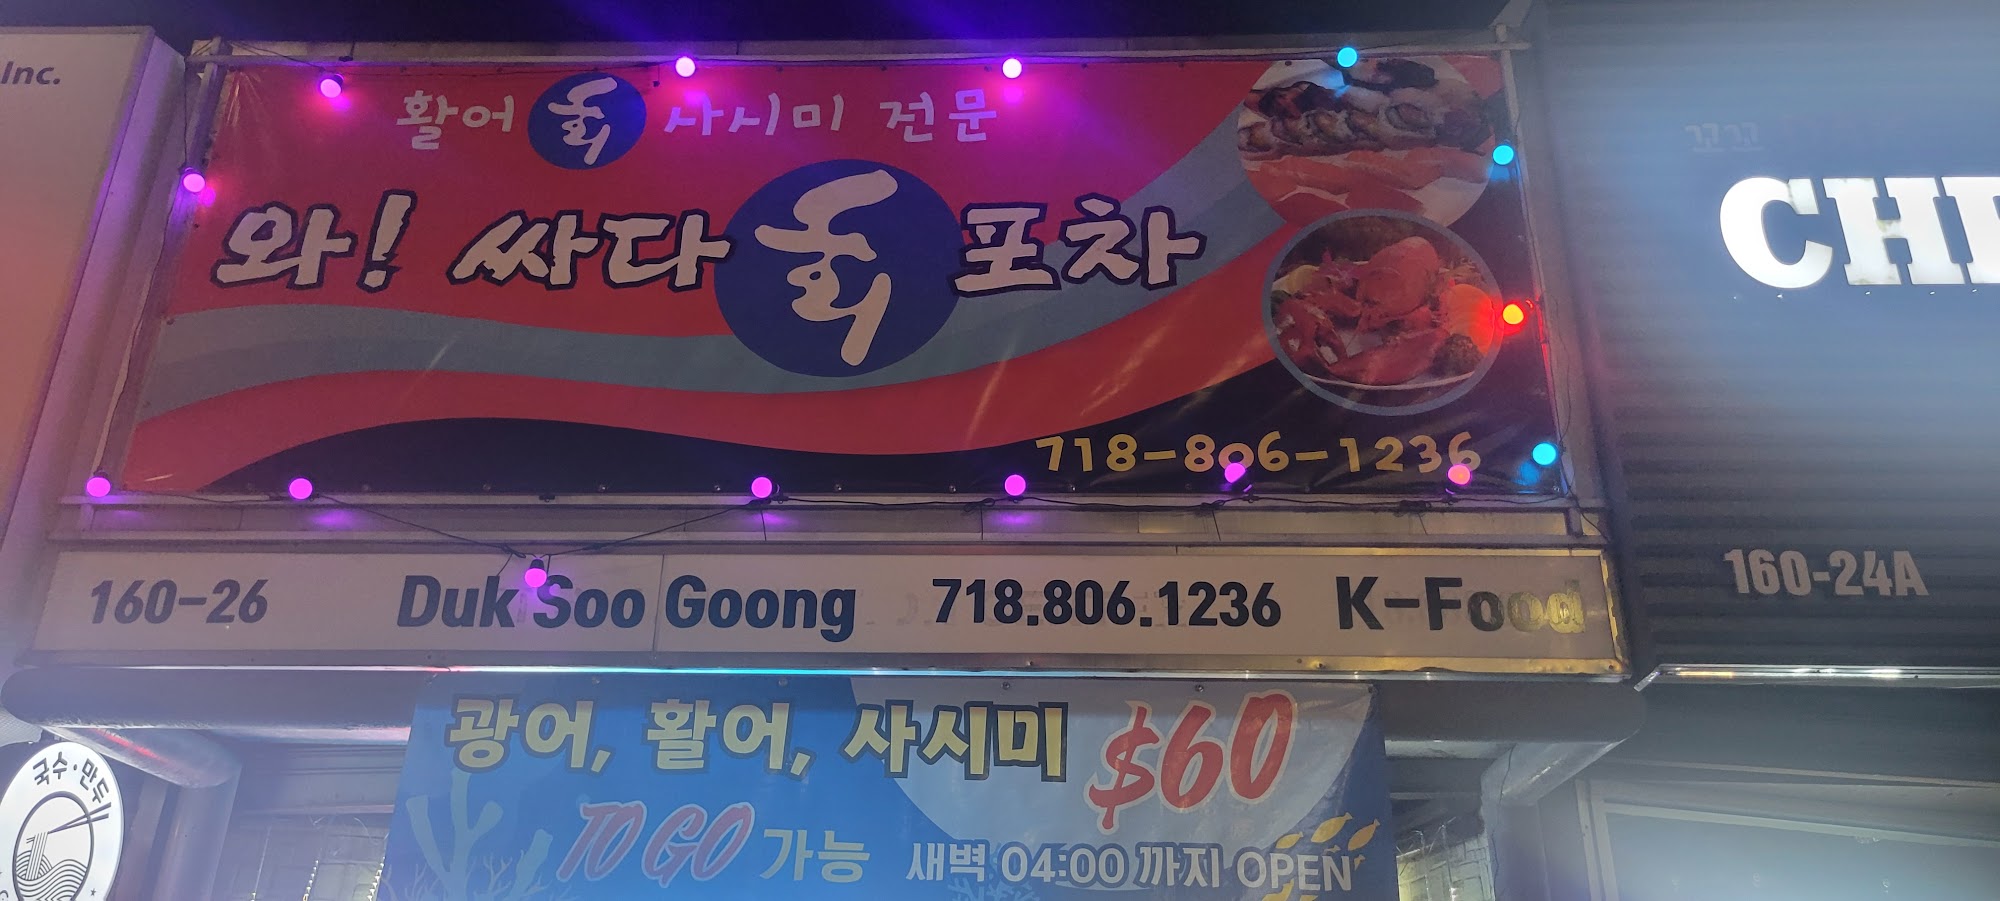 Inc.
활어 회 사시미 전문
와! 싸다 회 포차
718-806-1236
160-26 Duk Soo Goong 718.806.1236 K-Food
CHI
160-24A
광어, 활어, 사시미 $60
TO GO 가능 새벽 04:00 까지 OPEN
국수·만두